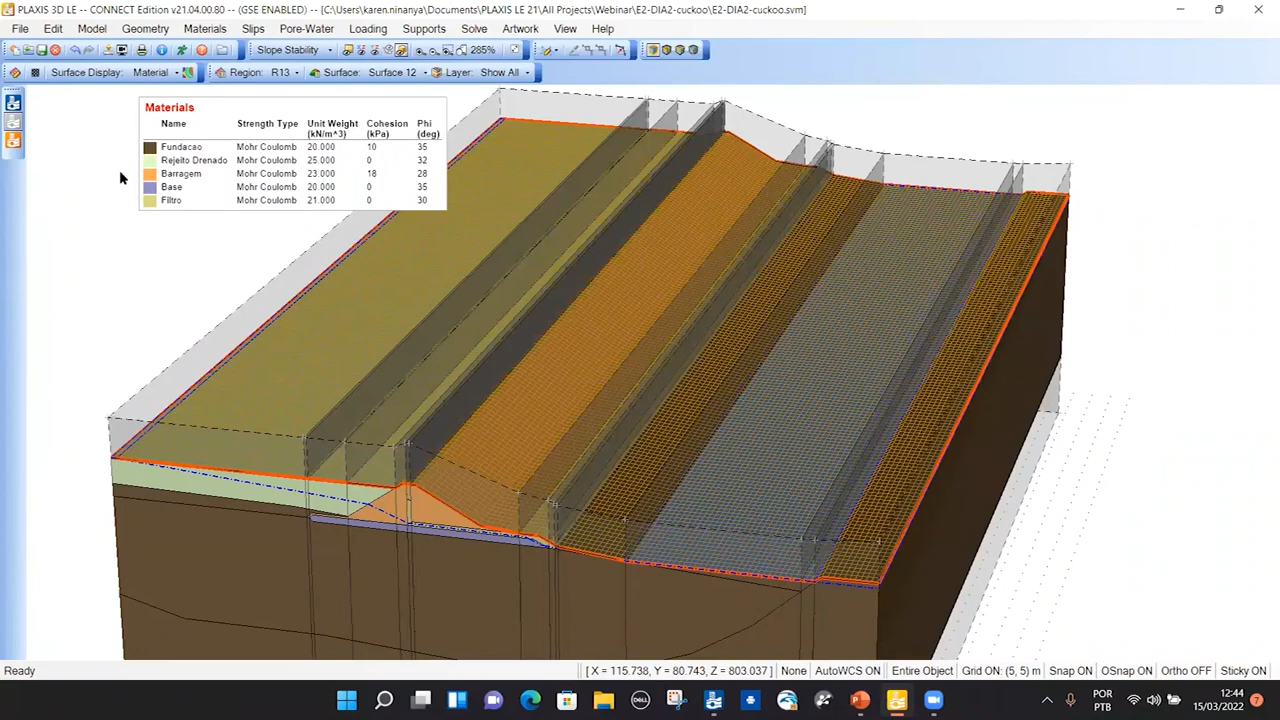 PLAXIS 3D LE -- CONNECT Edition v21.04.00.80 -- (GSE ENABLED) -- [C:\Users\karen.ninanya\Documents\PLAXIS LE 21\All Projects\Webinar\E2-DIA2-cuckoo\E2-DIA2-cuckoo.svm]
File Edit Model Geometry Materials Slips Pore-Water Loading Supports Solve Artwork View Help
Slope Stability 285%
Surface Display: Material Region: R13 Surface: Surface 12 Layer: Show All
Materials
Name Strength Type Unit Weight (kN/m^3) Cohesion (kPa) Phi (deg)
Fundacao Mohr Coulomb 20.000 10 35
Rejeito Drenado Mohr Coulomb 25.000 0 32
Barragem Mohr Coulomb 23.000 18 28
Base Mohr Coulomb 20.000 0 35
Filtro Mohr Coulomb 21.000 0 30
Ready [ X = 115.738, Y = 80.743, Z = 803.037 ] None AutoWCS ON Entire Object Grid ON: (5, 5) m Snap ON OSnap ON Ortho OFF Sticky ON
DELL POR 12:44
PTB 15/03/2022 7